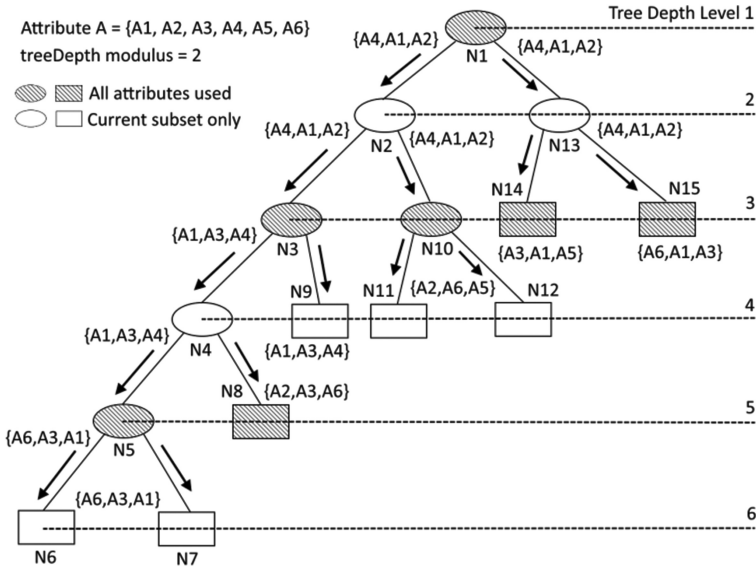 Attribute A = {A1, A2, A3, A4, A5, A6}
Tree Depth Level 1
treeDepth modulus = 2
{A4,A1,A2}
{A4,A1,A2}
N1
All attributes used
Current subset only
2
{A4,A1,A2}
{A4,A1,A2}
{A4,A1,A2}
N2
N13
N14
N15
3
{A1,A3,A4}
N3
N10
{A3,A1,A5}
{A6,A1,A3}
N9
N11
{A2,A6,A5}
N12
4
{A1,A3,A4}
N4
{A1,A3,A4}
N8
{A2,A3,A6}
5
{A6,A3,A1}
N5
{A6,A3,A1}
6
N6
N7